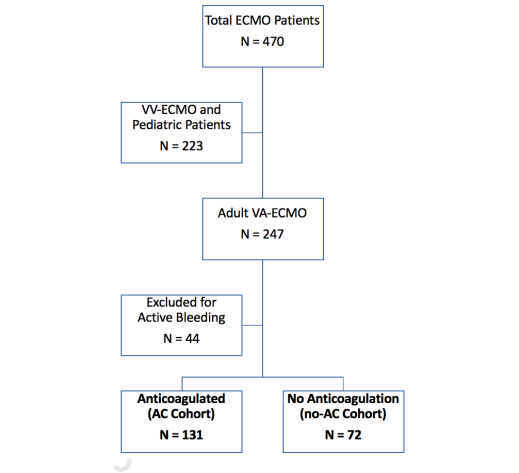 Total ECMO Patients
N = 470
VV-ECMO and
Pediatric Patients
N = 223
Adult VA-ECMO
N = 247
Excluded for
Active Bleeding
N = 44
Anticoagulated
(AC Cohort)
N = 131
No Anticoagulation
(no-AC Cohort)
N = 72